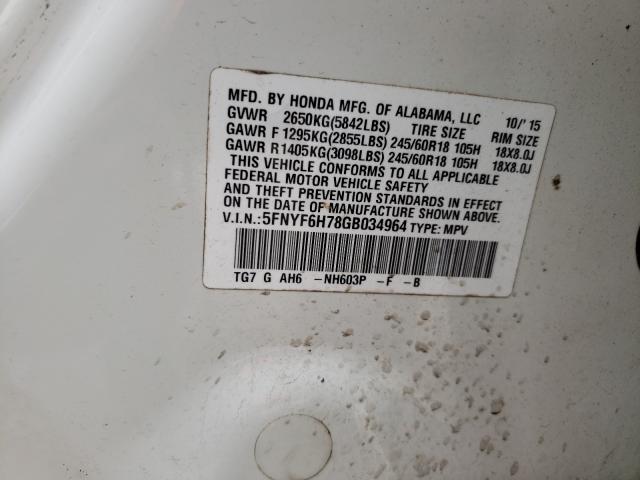 MFD. BY HONDA MFG. OF ALABAMA, LLC 10/'15
GVWR 2650KG(5842LBS) TIRE SIZE RIM SIZE
GAWR F 1295KG(2855LBS) 245/60R18 105H 18X8.0J
GAWR R 1405KG(3098LBS) 245/60R18 105H 18X8.0J
THIS VEHICLE CONFORMS TO ALL APPLICABLE
FEDERAL MOTOR VEHICLE SAFETY
AND THEFT PREVENTION STANDARDS IN EFFECT
ON THE DATE OF MANUFACTURE SHOWN ABOVE.
V.I.N.:5FNYF6H78GB034964 TYPE: MPV
TG7 G AH6 -NH603P -F -B